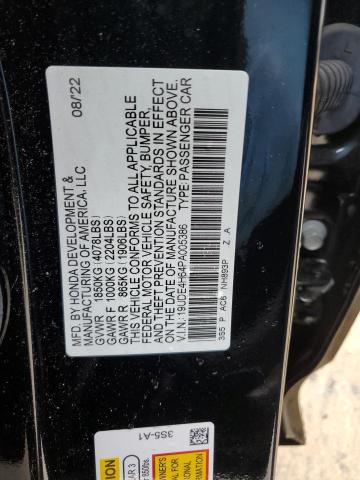 MFD. BY HONDA DEVELOPMENT & 08/22
MANUFACTURING OF AMERICA, LLC
GVWR 1850KG (4078LBS)
GAWR F 1000KG (2204LBS)
GAWR R 865KG (1906LBS)
THIS VEHICLE CONFORMS TO ALL APPLICABLE
FEDERAL MOTOR VEHICLE SAFETY, BUMPER,
AND THEFT PREVENTION STANDARDS IN EFFECT
ON THE DATE OF MANUFACTURE SHOWN ABOVE.
V.I.N.: 19UDE4H64PA005386 TYPE: PASSENGER CAR
3S5 P AC6 NH893P Z A
3S5-A1